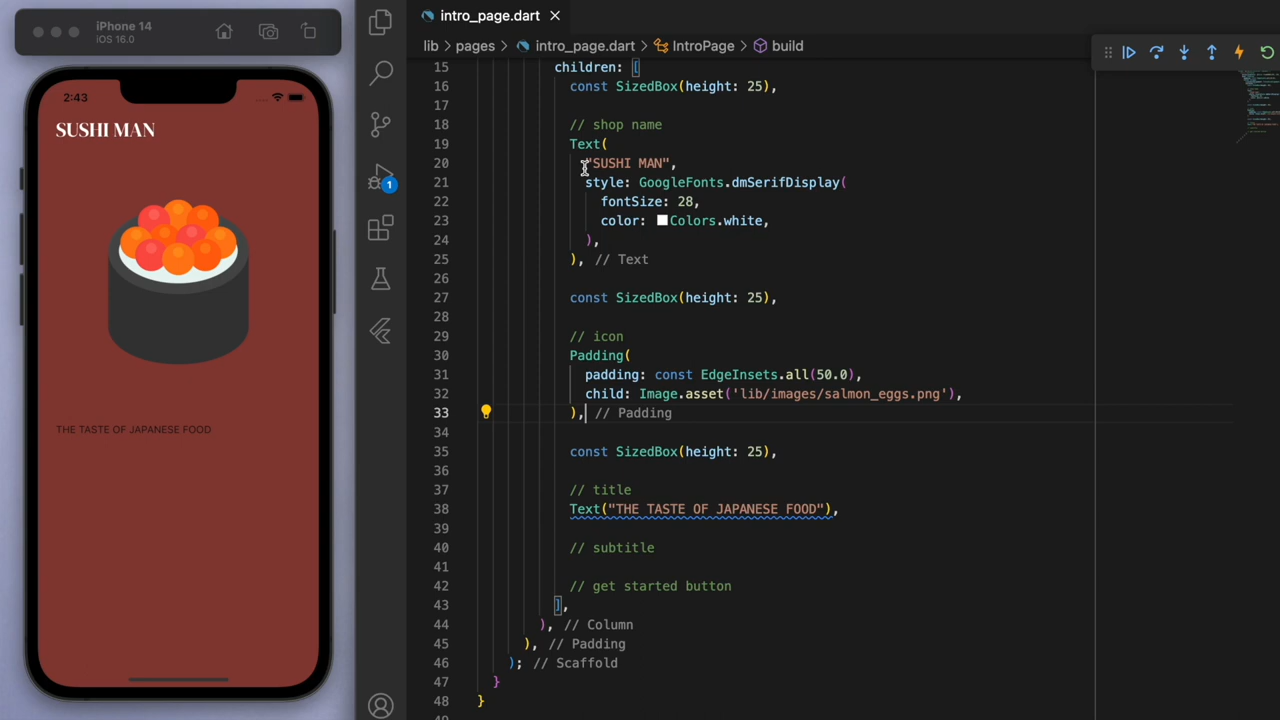 iPhone 14
iOS 16.0
2:43
SUSHI MAN
THE TASTE OF JAPANESE FOOD
1
intro_page.dart
lib > pages > intro_page.dart > IntroPage > build
15 children: [
16 const SizedBox(height: 25),
17
18 // shop name
19 Text(
20 "SUSHI MAN",
21 style: GoogleFonts.dmSerifDisplay(
22 fontSize: 28,
23 color: Colors.white,
24 ),
25 ), // Text
26
27 const SizedBox(height: 25),
28
29 // icon
30 Padding(
31 padding: const EdgeInsets.all(50.0),
32 child: Image.asset('lib/images/salmon_eggs.png'),
33 ), // Padding
34
35 const SizedBox(height: 25),
36
37 // title
38 Text("THE TASTE OF JAPANESE FOOD"),
39
40 // subtitle
41
42 // get started button
43 ],
44 ), // Column
45 ), // Padding
46 ); // Scaffold
47 }
48 }